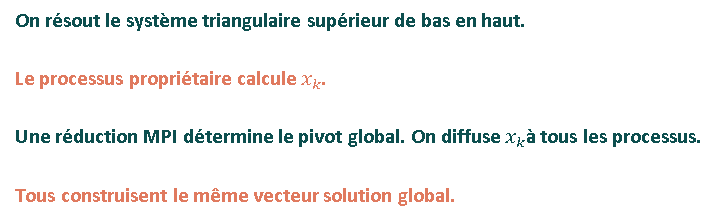 On résout le système triangulaire supérieur de bas en haut.
Le processus propriétaire calcule 𝑥ₖ.
Une réduction MPI détermine le pivot global. On diffuse 𝑥ₖà tous les processus.
Tous construisent le même vecteur solution global.